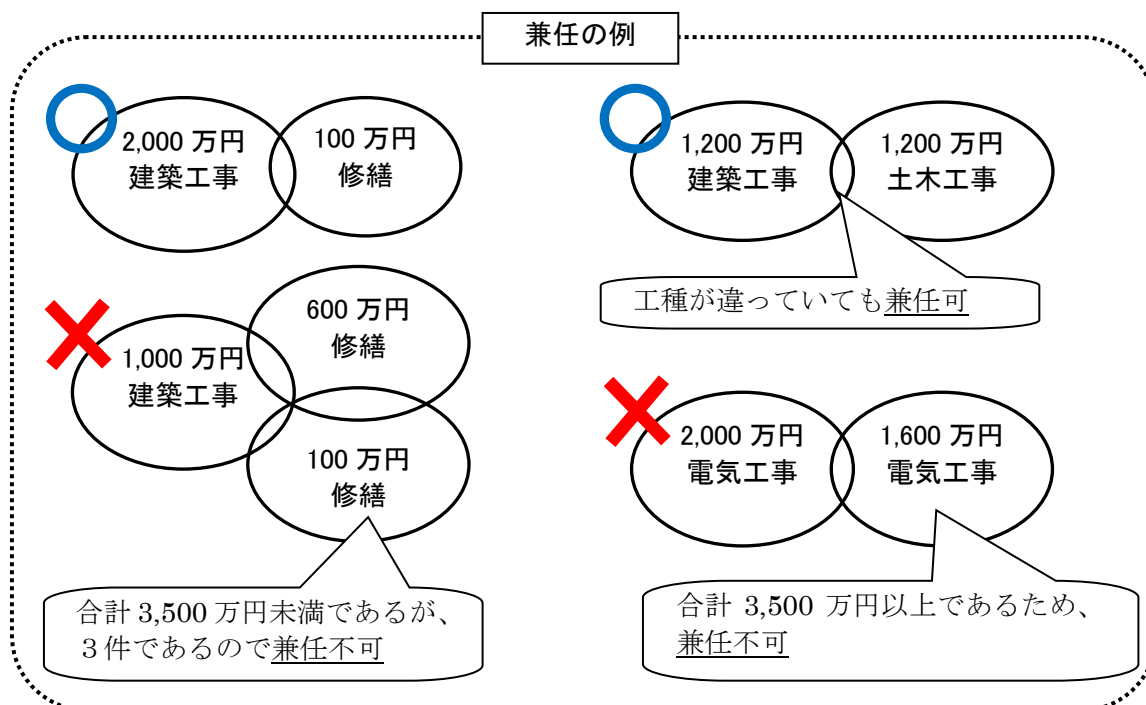 兼任の例
2,000 万円
建築工事
100 万円
修繕
1,200 万円
建築工事
1,200 万円
土木工事
工種が違っていても兼任可
1,000 万円
建築工事
600 万円
修繕
100 万円
修繕
合計 3,500 万円未満であるが、
３件であるので兼任不可
2,000 万円
電気工事
1,600 万円
電気工事
合計 3,500 万円以上であるため、
兼任不可